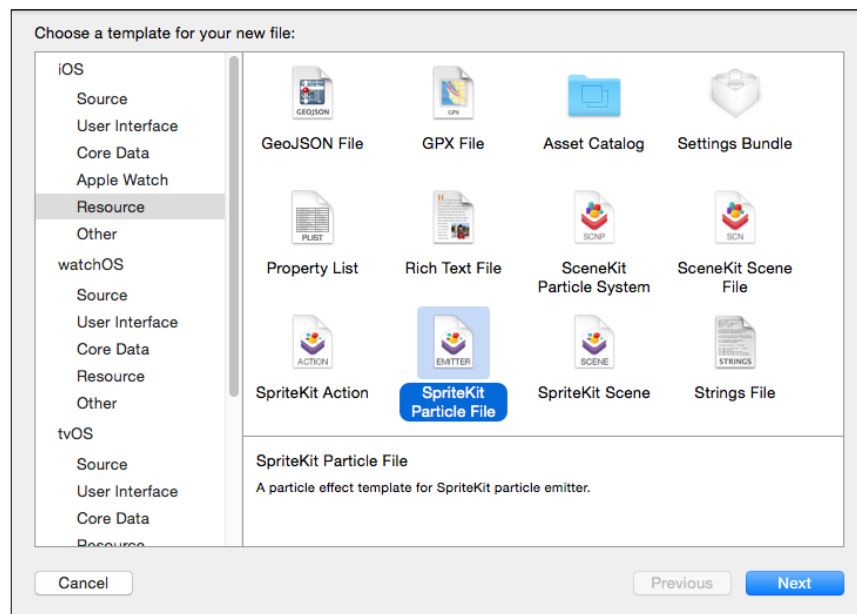 Choose a template for your new file:
iOS
Source
User Interface
Core Data
Apple Watch
Resource
Other
watchOS
Source
User Interface
Core Data
Resource
Other
tvOS
Source
User Interface
Core Data
Resource
GEOJSON
GeoJSON File
GPX
GPX File
Asset Catalog
Settings Bundle
PLIST
Property List
Rich Text File
SCNP
SceneKit
Particle System
SCN
SceneKit Scene
File
ACTION
SpriteKit Action
EMITTER
SpriteKit
Particle File
SCENE
SpriteKit Scene
STRINGS
Strings File
SpriteKit Particle File
A particle effect template for SpriteKit particle emitter.
Cancel
Previous
Next